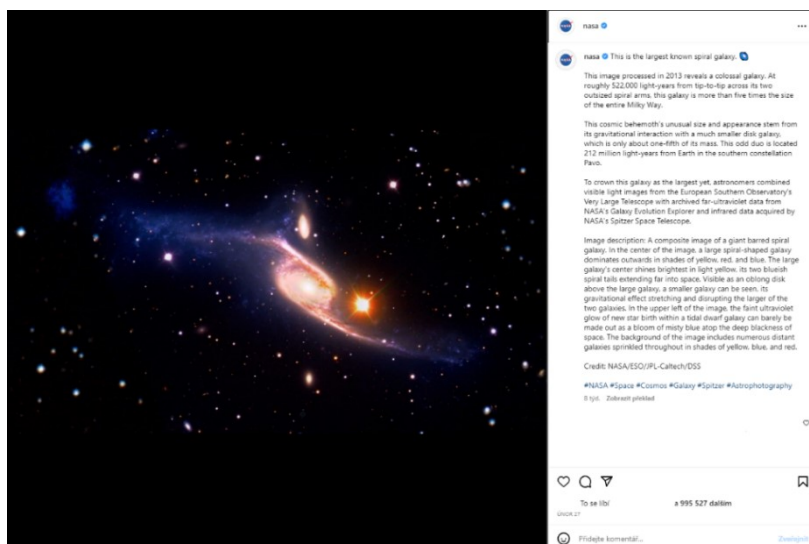 nasa
nasa This is the largest known spiral galaxy.
This image processed in 2013 reveals a colossal galaxy. At
roughly 522,000 light-years from tip-to-tip across its two
outsized spiral arms, this galaxy is more than five times the size
of the entire Milky Way.
This cosmic behemoth's unusual size and appearance stem from
its gravitational interaction with a much smaller disk galaxy,
which is only about one-fifth of its mass. This odd duo is located
212 million light-years from Earth in the southern constellation
Pavo.
To crown this galaxy as the largest yet, astronomers combined
visible light images from the European Southern Observatory's
Very Large Telescope with archived far-ultraviolet data from
NASA's Galaxy Evolution Explorer and infrared data acquired by
NASA's Spitzer Space Telescope.
Image description: A composite image of a giant barred spiral
galaxy. In the center of the image, a large spiral-shaped galaxy
dominates outwards in shades of yellow, red, and blue. The large
galaxy's center shines brightest in light yellow, its two blueish
spiral tails extending far into space. Visible as an oblong disk
above the large galaxy, a smaller galaxy can be seen, its
gravitational effect stretching and disrupting the larger of the
two galaxies. In the upper left of the image, the faint ultraviolet
glow of new star birth within a tidal dwarf galaxy can barely be
made out as a bloom of misty blue atop the deep blackness of
space. The background of the image includes numerous distant
galaxies sprinkled throughout in shades of yellow, blue, and red.
Credit: NASA/ESO/JPL-Caltech/DSS
#NASA #Space #Cosmos #Galaxy #Spitzer #Astrophotography
8 týd. Zobrazit překlad
To se líbí a 995 527 dalším
ÚNOR 27
Přidejte komentář... Zveřejnit